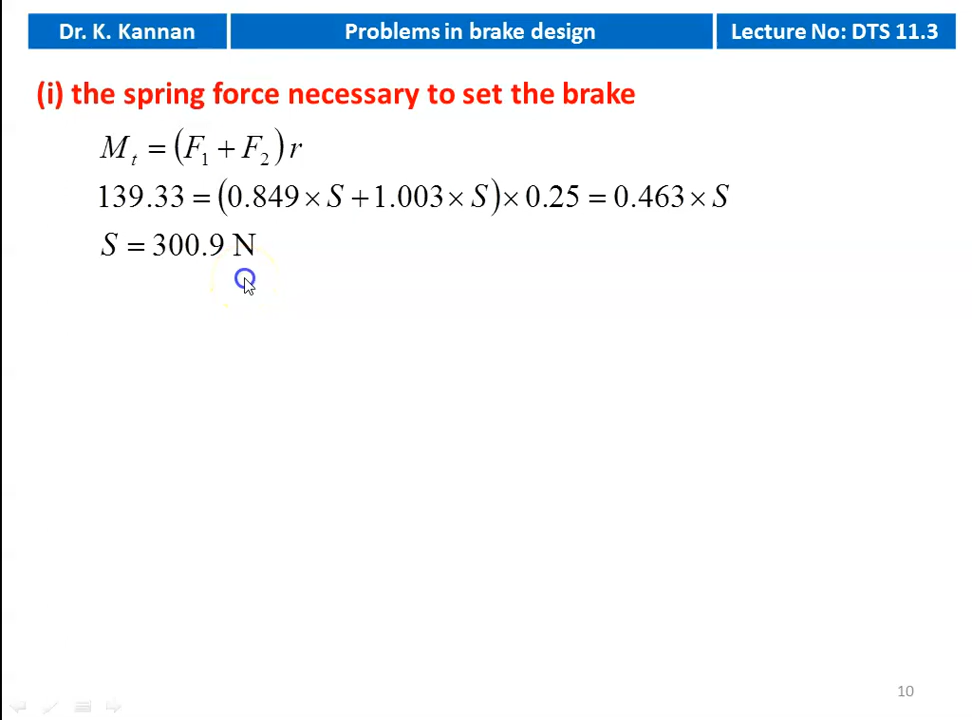 Dr. K. Kannan
Problems in brake design
Lecture No: DTS 11.3
(i) the spring force necessary to set the brake
Mₜ = (F₁ + F₂) r
139.33 = (0.849 × S + 1.003 × S) × 0.25 = 0.463 × S
S = 300.9 N
10